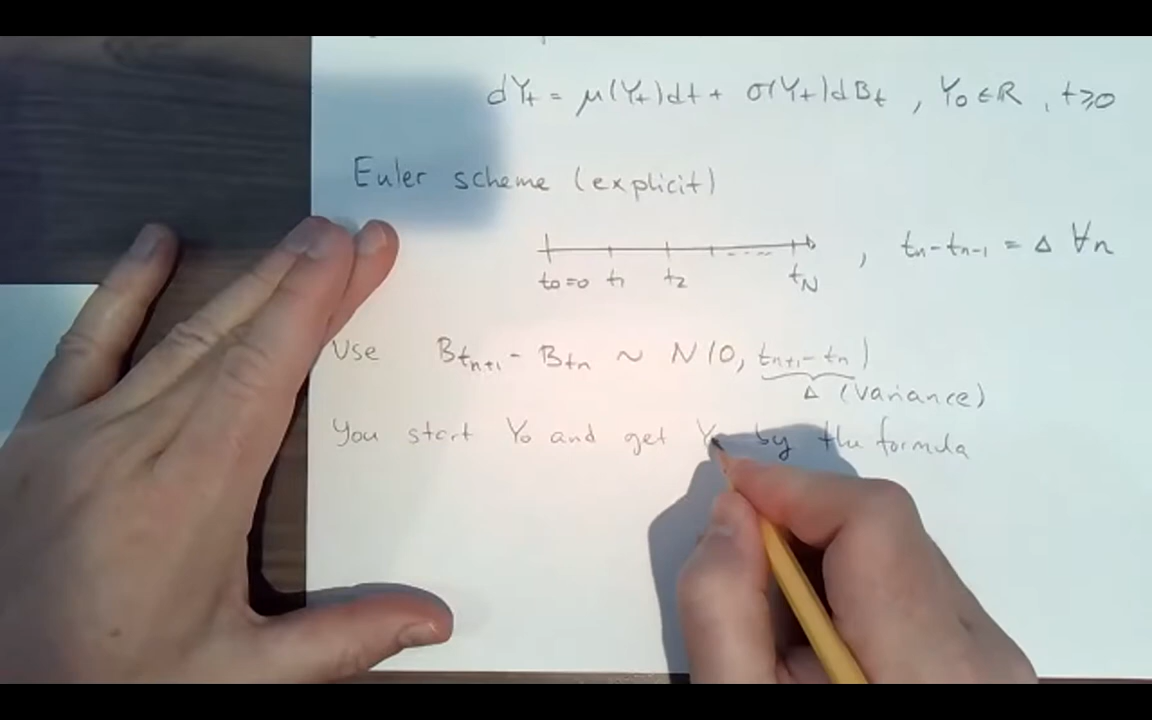 dYt = μ(Yt)dt + σ(Yt)dBt , Y0 ∈ R , t≥0
Euler scheme (explicit)
t0=0 t1 t2 ---- tN , tn-tn-1 = Δ ∀n
Use Btn+1 - Btn ~ N(0, tn+1-tn)
Δ (variance)
You start Y0 and get Y by the formula